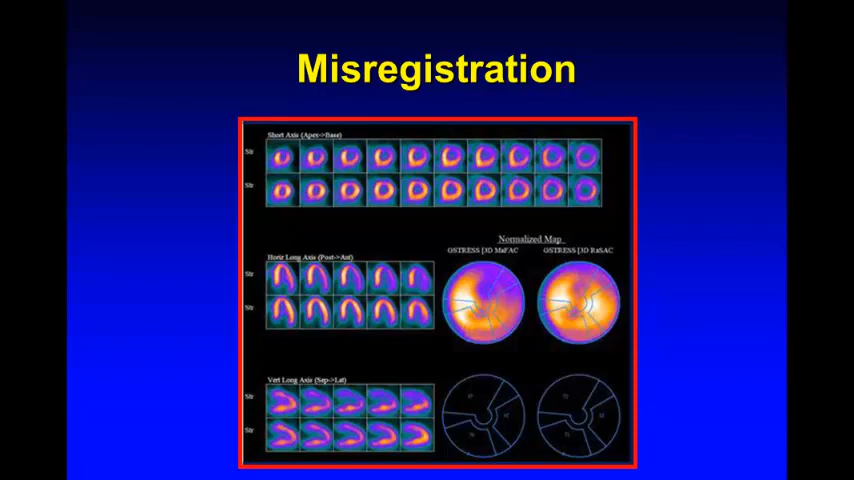 Misregistration
Short Axis (Apex->Base)
Str
Str
Normalized Map
GSTRESS [3D MaFAC
GSTRESS [3D RaSAC
Horiz Long Axis (Post->Ant)
Str
Str
Vert Long Axis (Sep->Lat)
Str
Str